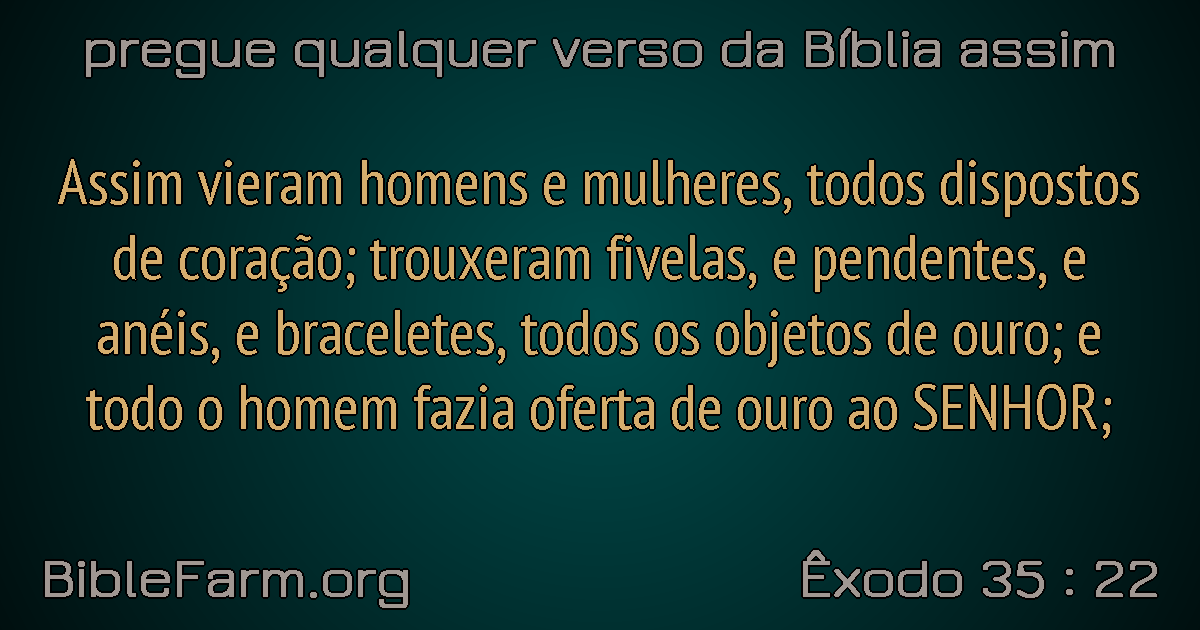 pregue qualquer verso da Bíblia assim
Assim vieram homens e mulheres, todos dispostos
de coração; trouxeram fivelas, e pendentes, e
anéis, e braceletes, todos os objetos de ouro; e
todo o homem fazia oferta de ouro ao SENHOR;
BibleFarm.org
Êxodo 35 : 22